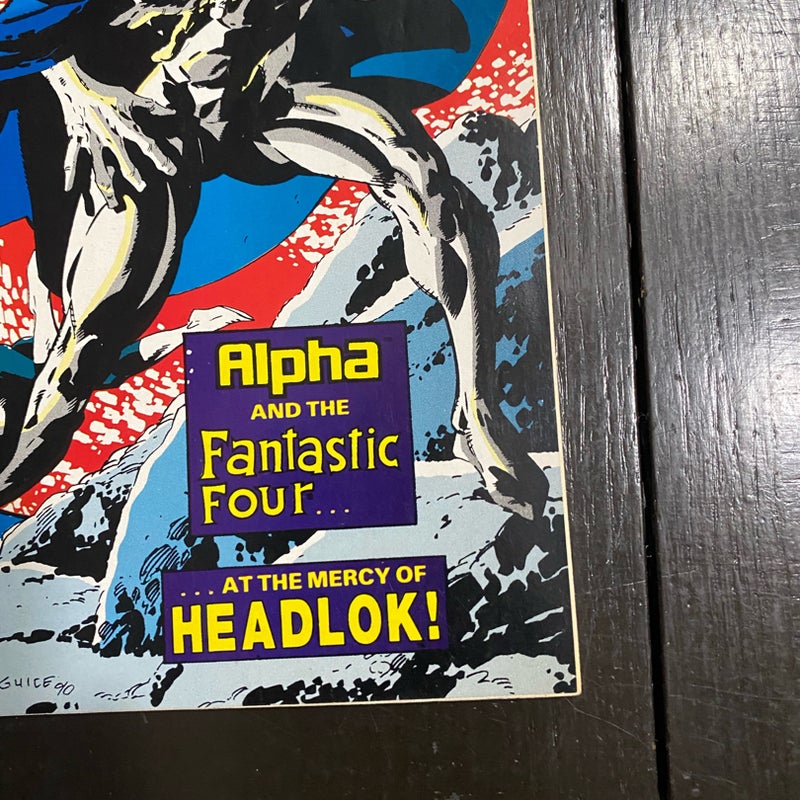 Alpha
AND THE
Fantastic
Four...
...AT THE MERCY OF
HEADLOK!
GUICE 90